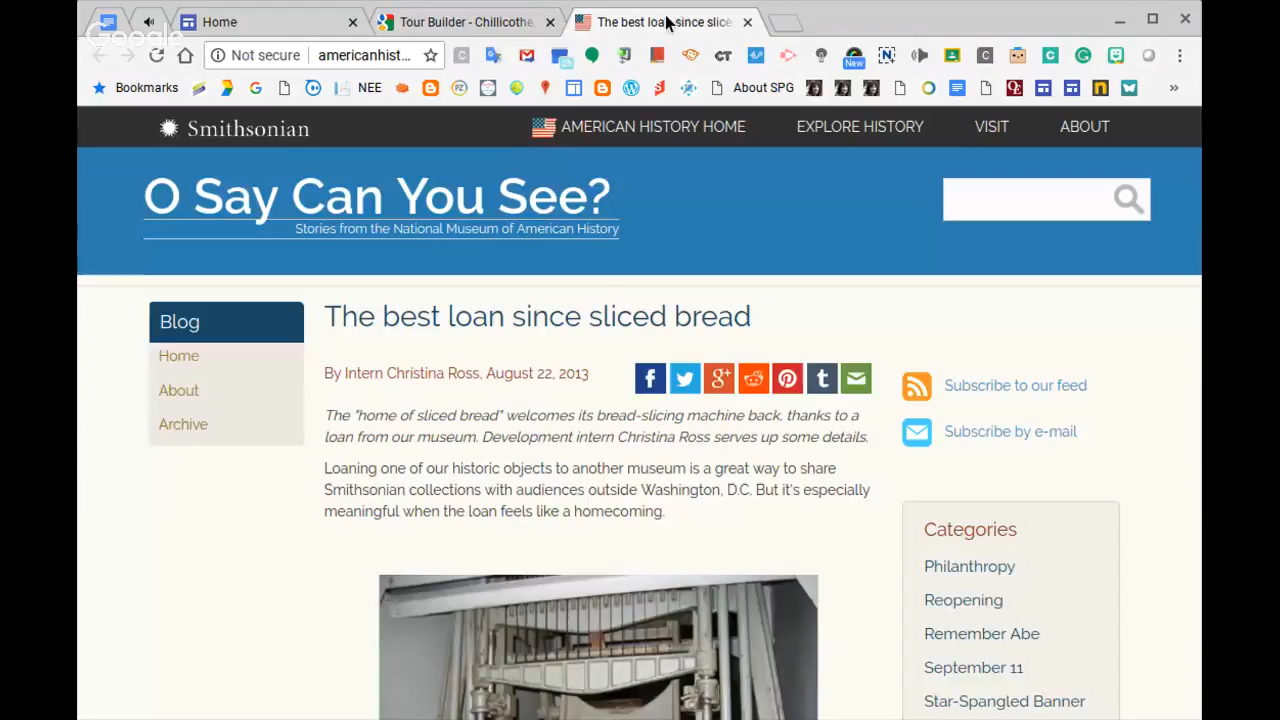 Home
Tour Builder - Chillicothe,
The best loan since slice
Google
Not secure americanhist...
New
Bookmarks
NEE
About SPG
»
Smithsonian
AMERICAN HISTORY HOME
EXPLORE HISTORY
VISIT
ABOUT
O Say Can You See?
Stories from the National Museum of American History
Blog
Home
About
Archive
The best loan since sliced bread
By Intern Christina Ross, August 22, 2013
The "home of sliced bread" welcomes its bread-slicing machine back, thanks to a
loan from our museum. Development intern Christina Ross serves up some details.
Loaning one of our historic objects to another museum is a great way to share
Smithsonian collections with audiences outside Washington, D.C. But it's especially
meaningful when the loan feels like a homecoming.
Subscribe to our feed
Subscribe by e-mail
Categories
Philanthropy
Reopening
Remember Abe
September 11
Star-Spangled Banner